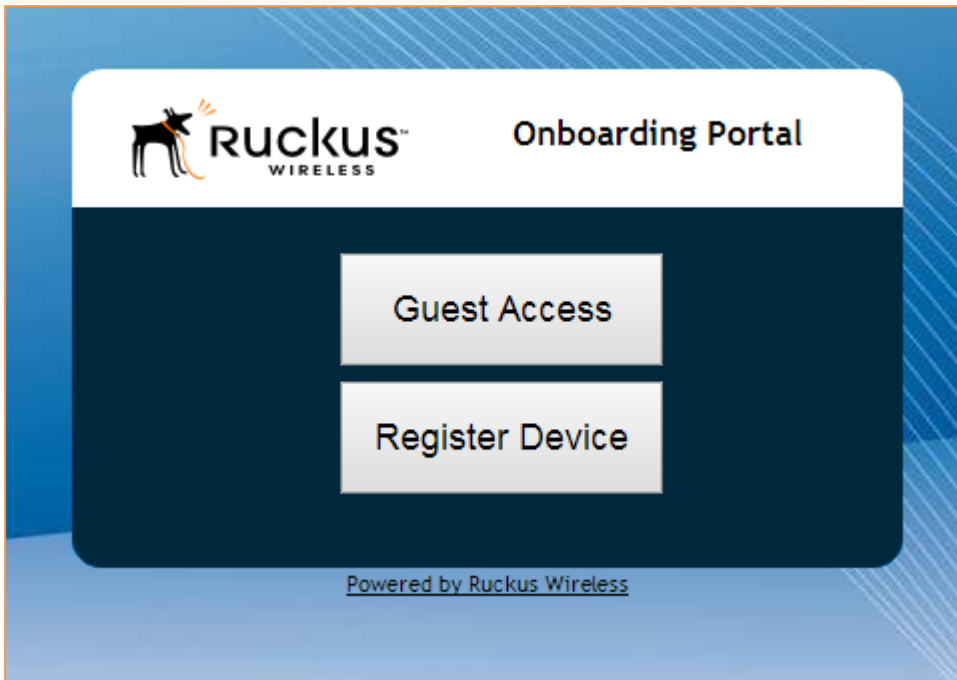 Ruckus™
WIRELESS
Onboarding Portal
Guest Access
Register Device
Powered by Ruckus Wireless